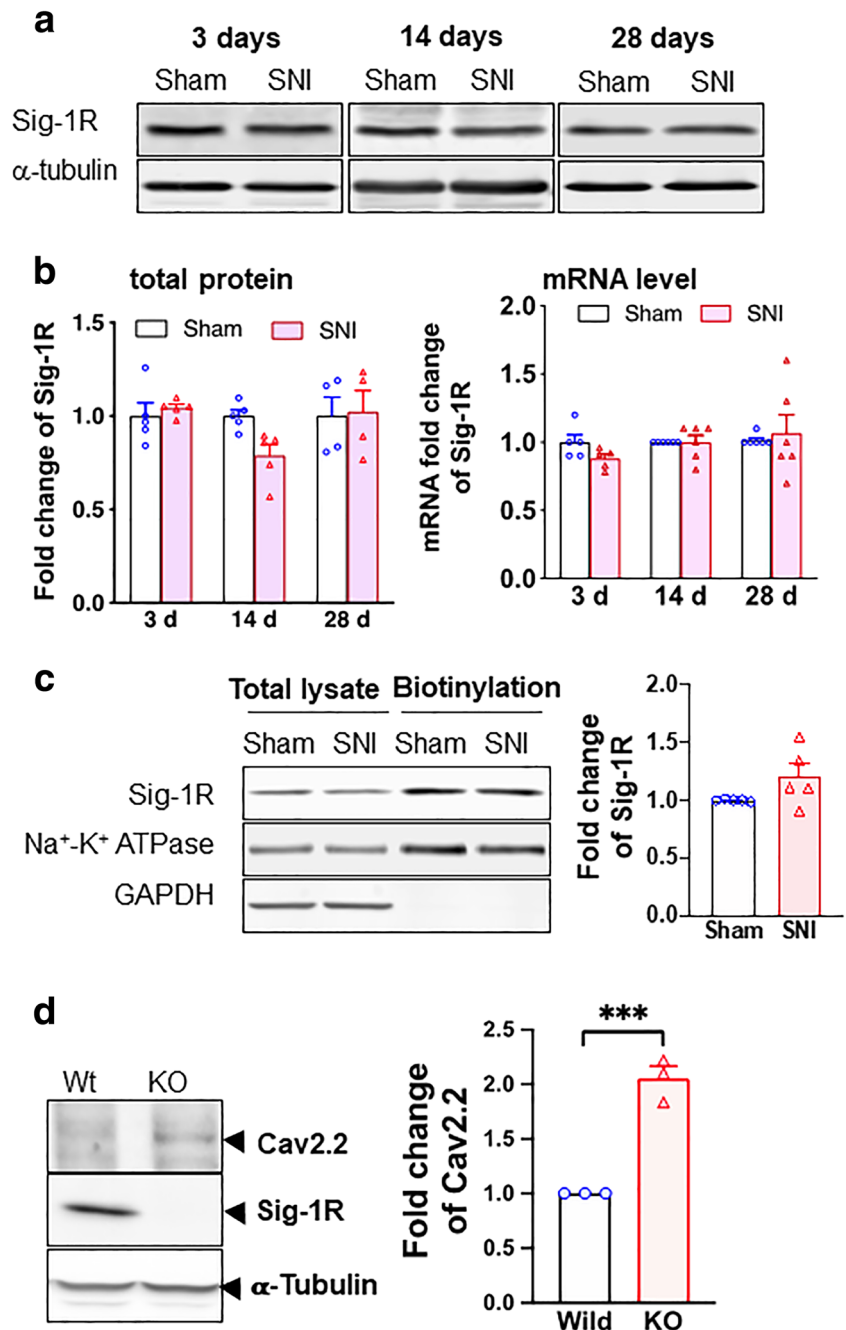 a
3 days 14 days 28 days
Sham SNI Sham SNI Sham SNI
Sig-1R
α-tubulin
b
total protein
Sham SNI
Fold change of Sig-1R
1.5
1.0
0.5
0.0
3 d 14 d 28 d
mRNA level
Sham SNI
mRNA fold change
of Sig-1R
2.0
1.5
1.0
0.5
0.0
3 d 14 d 28 d
c
Total lysate Biotinylation
Sham SNI Sham SNI
Sig-1R
Na⁺-K⁺ ATPase
GAPDH
Fold change
of Sig-1R
2.0
1.5
1.0
0.5
0.0
Sham SNI
d
Wt KO
Cav2.2
Sig-1R
α-Tubulin
Fold change
of Cav2.2
***
2.5
2.0
1.5
1.0
0.5
0.0
Wild KO